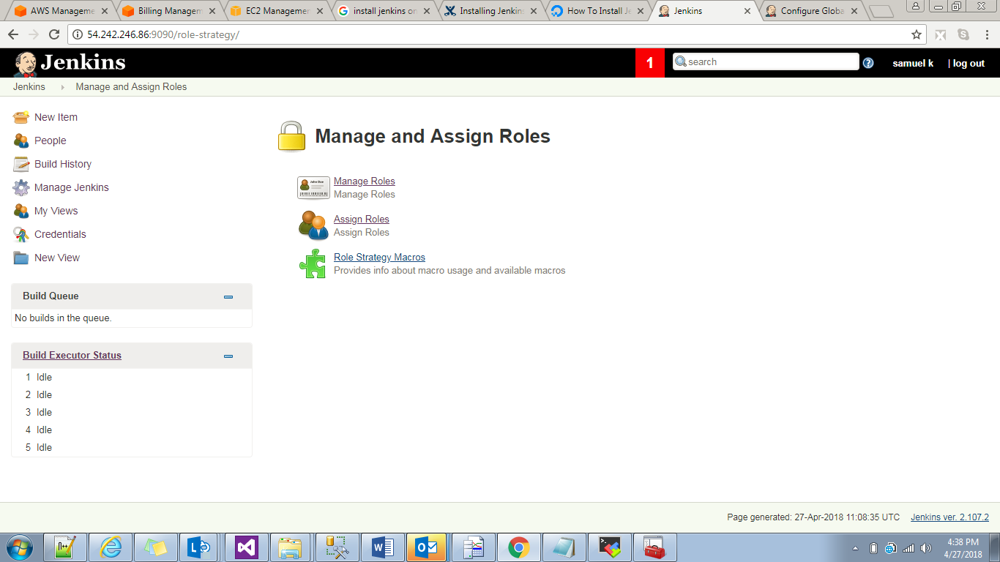 AWS Manageme
Billing Managem
EC2 Managemen
install jenkins on
Installing Jenkins
How To Install Je
Jenkins
Configure Globa
54.242.246.86:9090/role-strategy/
Jenkins
1
search
samuel k
| log out
Jenkins
Manage and Assign Roles
New Item
People
Build History
Manage Jenkins
My Views
Credentials
New View
Build Queue
No builds in the queue.
Build Executor Status
1 Idle
2 Idle
3 Idle
4 Idle
5 Idle
Manage and Assign Roles
Manage Roles
Manage Roles
Assign Roles
Assign Roles
Role Strategy Macros
Provides info about macro usage and available macros
Page generated: 27-Apr-2018 11:08:35 UTC
Jenkins ver. 2.107.2
4:38 PM
4/27/2018